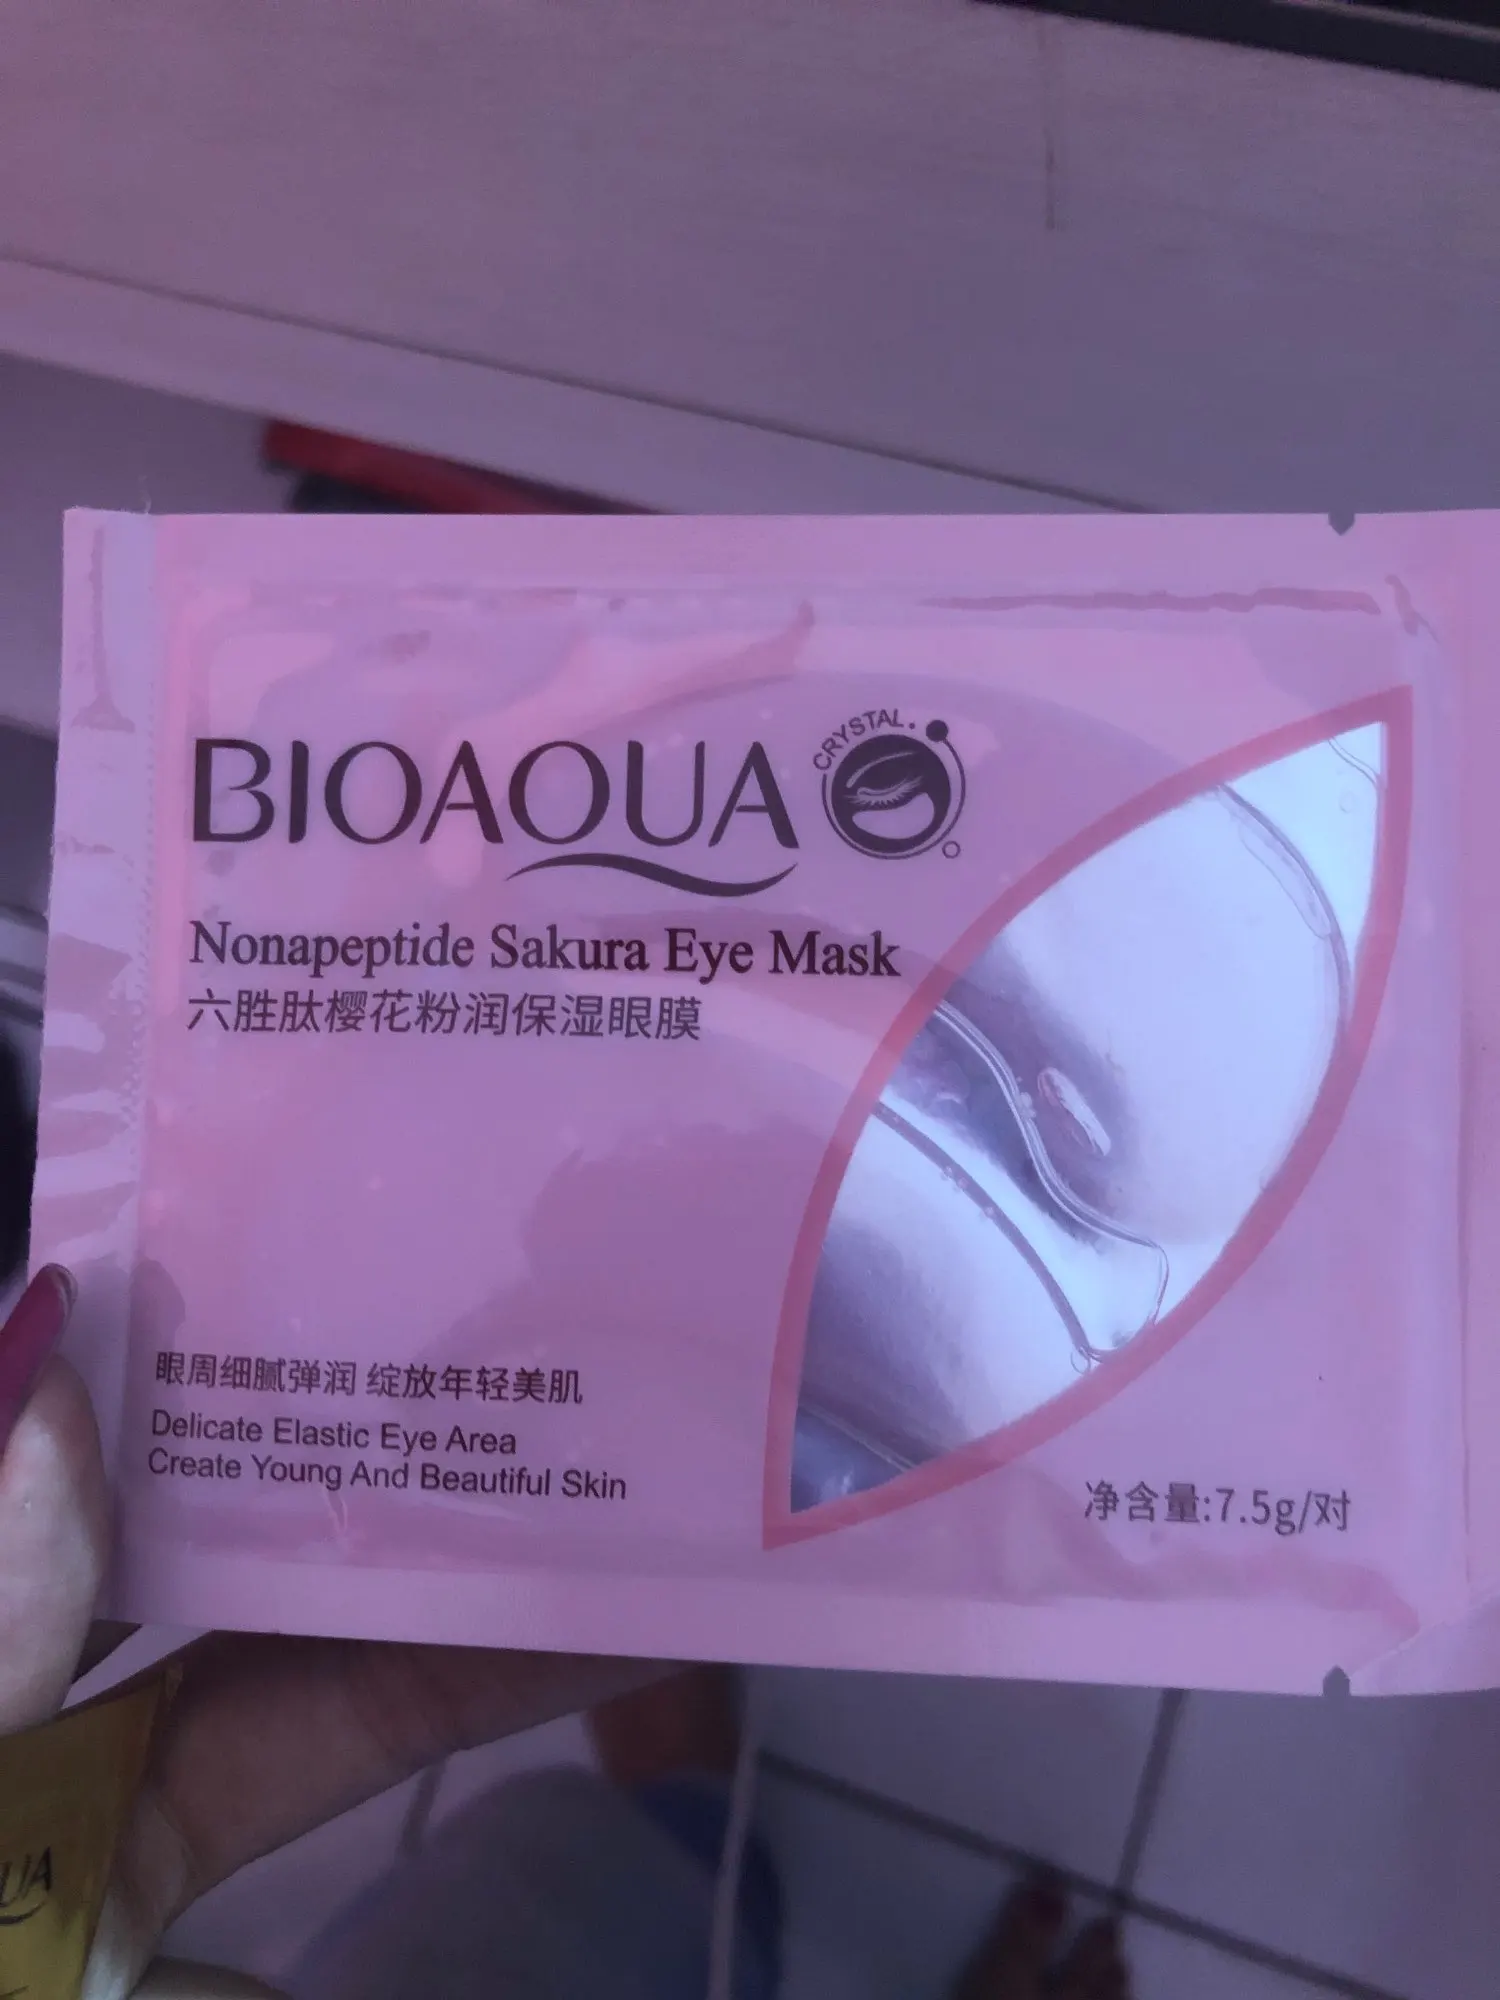 BIOAQUA
CRYSTAL.
Nonapeptide Sakura Eye Mask
六胜肽樱花粉润保湿眼膜
眼周细腻弹润 绽放年轻美肌
Delicate Elastic Eye Area
Create Young And Beautiful Skin
净含量:7.5g/对
UA